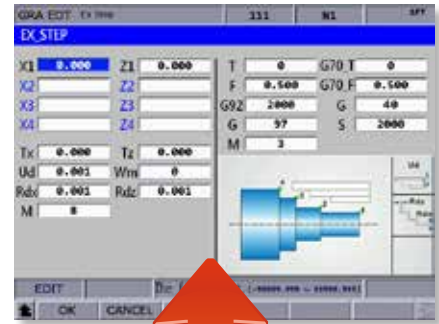 GRA EDIT Ex Step 111 N1
EX_STEP
X1 0.000 Z1 0.000 T 0 G70_T 0
X2 Z2 F 0.500 G70_F 0.500
X3 Z3 G92 2000 G 40
X4 Z4 G 97 S 2000
Tx 0.000 Tz 0.000 M 3
Ud 0.001 Wm 0
Rdx 0.001 Rdz 0.001
M 8
EDIT
OK CANCEL